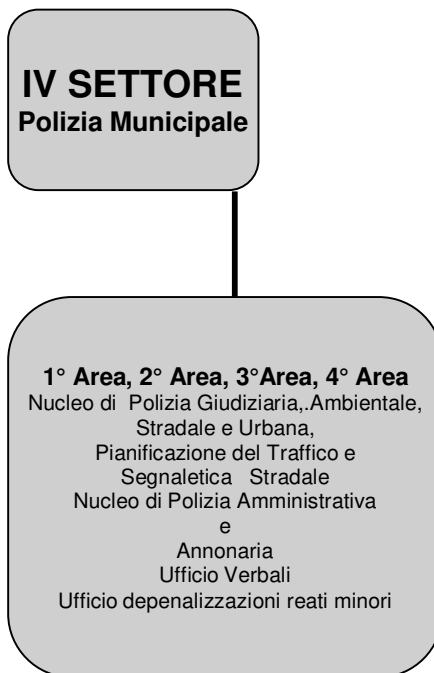 IV SETTORE
Polizia Municipale
1° Area, 2° Area, 3°Area, 4° Area
Nucleo di Polizia Giudiziaria,.Ambientale,
Stradale e Urbana,
Pianificazione del Traffico e
Segnaletica Stradale
Nucleo di Polizia Amministrativa
e
Annonaria
Ufficio Verbali
Ufficio depenalizzazioni reati minori